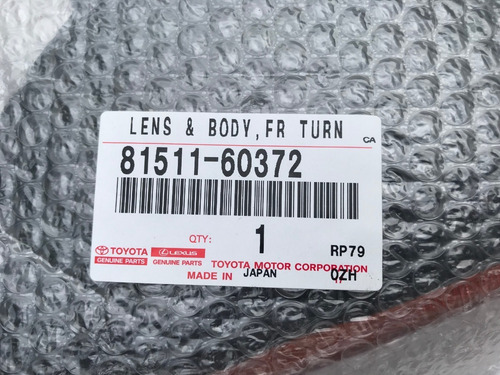 LENS & BODY,FR TURN
CA
81511-60372
QTY: 1 RP79
TOYOTA LEXUS
GENUINE PARTS GENUINE PARTS
TOYOTA MOTOR CORPORATION
MADE IN JAPAN 0ZH